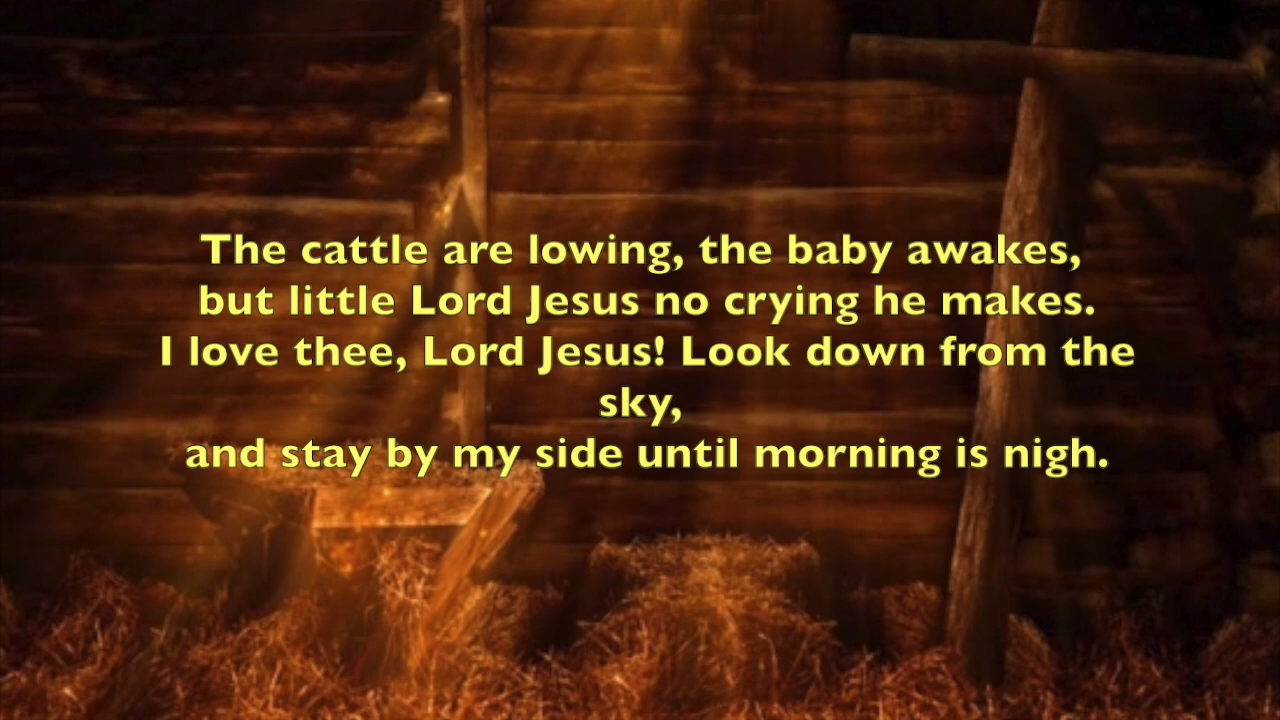 The cattle are lowing, the baby awakes,
but little Lord Jesus no crying he makes.
I love thee, Lord Jesus! Look down from the
sky,
and stay by my side until morning is nigh.